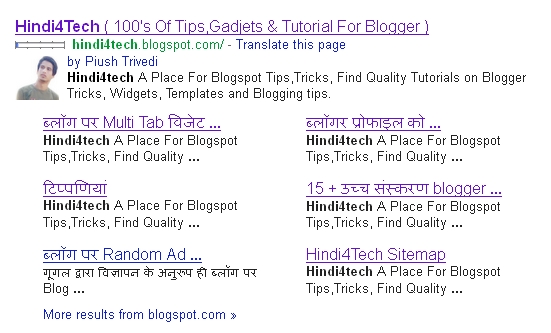 Hindi4Tech ( 100's Of Tips,Gadjets & Tutorial For Blogger )
hindi4tech.blogspot.com/ - Translate this page
by Piush Trivedi
Hindi4tech A Place For Blogspot Tips,Tricks, Find Quality Tutorials on Blogger
Tricks, Widgets, Templates and Blogging tips.
ब्लॉग पर Multi Tab विजेट ...
Hindi4tech A Place For Blogspot
Tips,Tricks, Find Quality ...
ब्लॉगर प्रोफाइल को ...
Hindi4tech A Place For Blogspot
Tips,Tricks, Find Quality ...
टिप्पणियां
Hindi4tech A Place For Blogspot
Tips,Tricks, Find Quality ...
15 + उच्च संस्करण blogger ...
Hindi4tech A Place For Blogspot
Tips,Tricks, Find Quality ...
ब्लॉग पर Random Ad ...
गूगल द्वारा विज्ञापन के अनुरुप ही ब्लॉग पर
Blog ...
Hindi4Tech Sitemap
Hindi4tech A Place For Blogspot
Tips,Tricks, Find Quality ...
More results from blogspot.com »